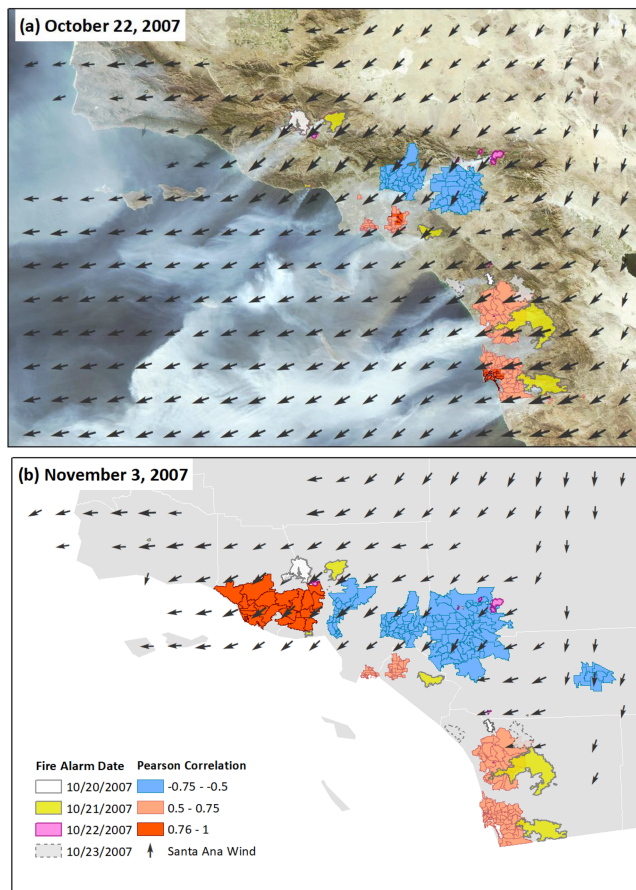 (a) October 22, 2007
(b) November 3, 2007
Fire Alarm Date Pearson Correlation
10/20/2007 -0.75 - -0.5
10/21/2007 0.5 - 0.75
10/22/2007 0.76 - 1
10/23/2007 Santa Ana Wind